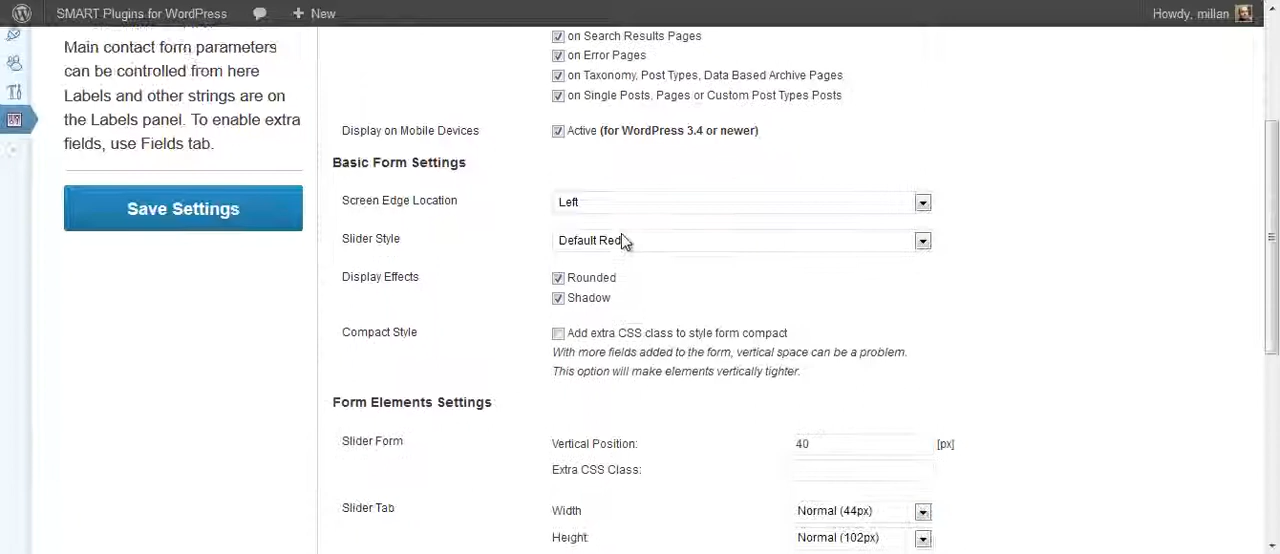 SMART Plugins for WordPress
New
Howdy, millan
Main contact form parameters
can be controlled from here
Labels and other strings are on
the Labels panel. To enable extra
fields, use Fields tab.
Save Settings
on Search Results Pages
on Error Pages
on Taxonomy, Post Types, Data Based Archive Pages
on Single Posts, Pages or Custom Post Types Posts
Display on Mobile Devices
Active (for WordPress 3.4 or newer)
Basic Form Settings
Screen Edge Location
Left
Slider Style
Default Red
Display Effects
Rounded
Shadow
Compact Style
Add extra CSS class to style form compact
With more fields added to the form, vertical space can be a problem.
This option will make elements vertically tighter.
Form Elements Settings
Slider Form
Vertical Position:
40
[px]
Extra CSS Class:
Slider Tab
Width
Normal (44px)
Height:
Normal (102px)